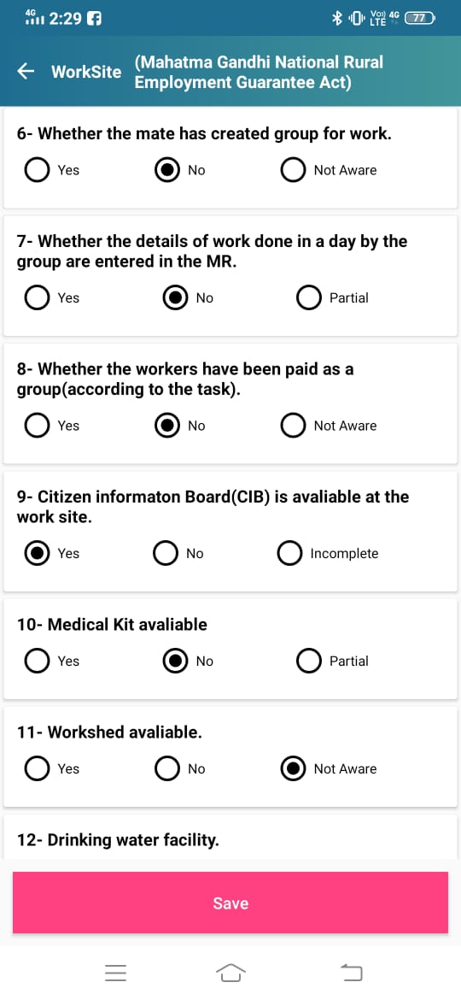 4G 2:29 Vo) 4G LTE 77
WorkSite (Mahatma Gandhi National Rural
Employment Guarantee Act)
6- Whether the mate has created group for work.
Yes No Not Aware
7- Whether the details of work done in a day by the
group are entered in the MR.
Yes No Partial
8- Whether the workers have been paid as a
group(according to the task).
Yes No Not Aware
9- Citizen informaton Board(CIB) is avaliable at the
work site.
Yes No Incomplete
10- Medical Kit avaliable
Yes No Partial
11- Workshed avaliable.
Yes No Not Aware
12- Drinking water facility.
Save